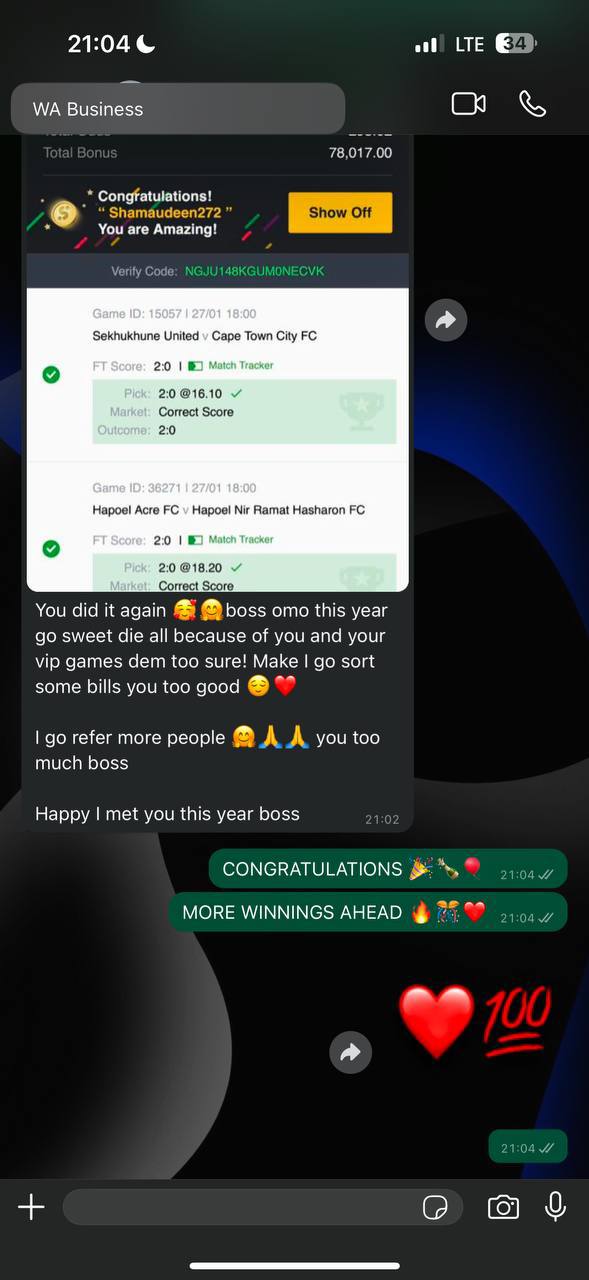 21:04
LTE 34
WA Business
Total Bonus 78,017.00
Congratulations!
“ Shamaudeen272 ”
You are Amazing!
Show Off
Verify Code: NGJU148KGUM0NECVK
Game ID: 15057 | 27/01 18:00
Sekhukhune United v Cape Town City FC
FT Score: 2:0 | Match Tracker
Pick: 2:0 @16.10
Market: Correct Score
Outcome: 2:0
Game ID: 36271 | 27/01 18:00
Hapoel Acre FC v Hapoel Nir Ramat Hasharon FC
FT Score: 2:0 | Match Tracker
Pick: 2:0 @18.20
Market: Correct Score
You did it again 🥰🤗boss omo this year
go sweet die all because of you and your
vip games dem too sure! Make I go sort
some bills you too good 😌❤️
I go refer more people 🤗🙏🙏 you too
much boss
Happy I met you this year boss
21:02
CONGRATULATIONS 🎉🍾🎈 21:04
MORE WINNINGS AHEAD 🔥🎊❤️ 21:04
❤️💯
21:04